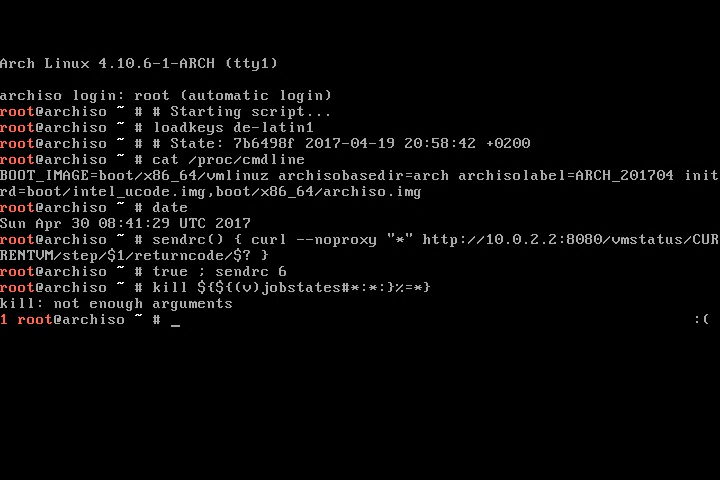 Arch Linux 4.10.6-1-ARCH (tty1)
archiso login: root (automatic login)
root@archiso ~ # # Starting script...
root@archiso ~ # loadkeys de-latin1
root@archiso ~ # # State: 7b6498f 2017-04-19 20:58:42 +0200
root@archiso ~ # cat /proc/cmdline
BOOT_IMAGE=boot/x86_64/vmlinuz archisobasedir=arch archisolabel=ARCH_201704 init
rd=boot/intel_ucode.img,boot/x86_64/archiso.img
root@archiso ~ # date
Sun Apr 30 08:41:29 UTC 2017
root@archiso ~ # sendrc() { curl --noproxy "*" http://10.0.2.2:8080/vmstatus/CUR
RENTVM/step/$1/returncode/$? }
root@archiso ~ # true ; sendrc 6
root@archiso ~ # kill ${${(v)jobstates#*:*:}%=*}
kill: not enough arguments
1 root@archiso ~ # _ :(